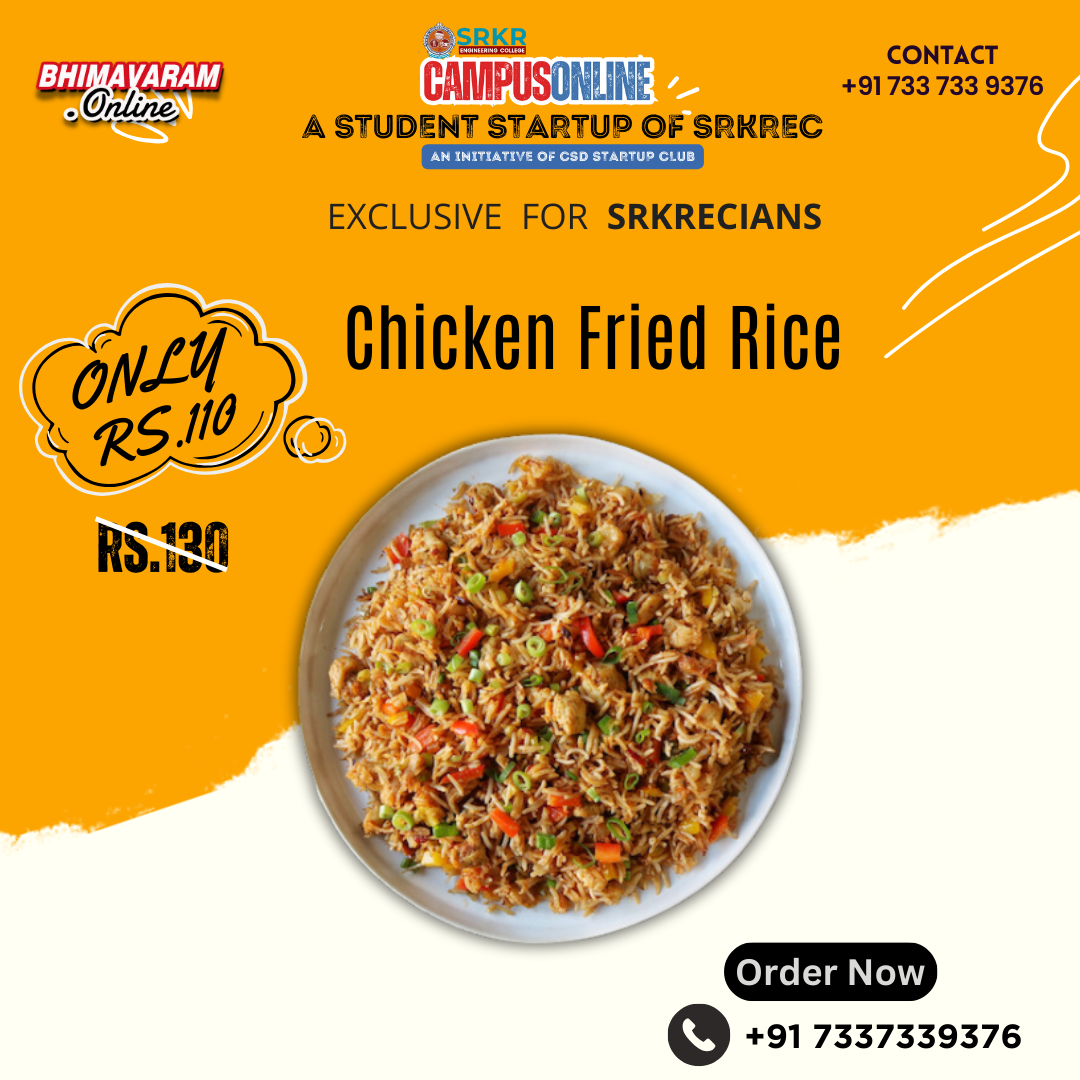 BHIMAVARAM
.Online
SRKR
ENGINEERING COLLEGE
CAMPUSONLINE
A STUDENT STARTUP OF SRKREC
AN INITIATIVE OF CSD STARTUP CLUB
CONTACT
+91 733 733 9376
EXCLUSIVE FOR SRKRECIANS
Chicken Fried Rice
ONLY
RS.110
RS.130
Order Now
+91 7337339376